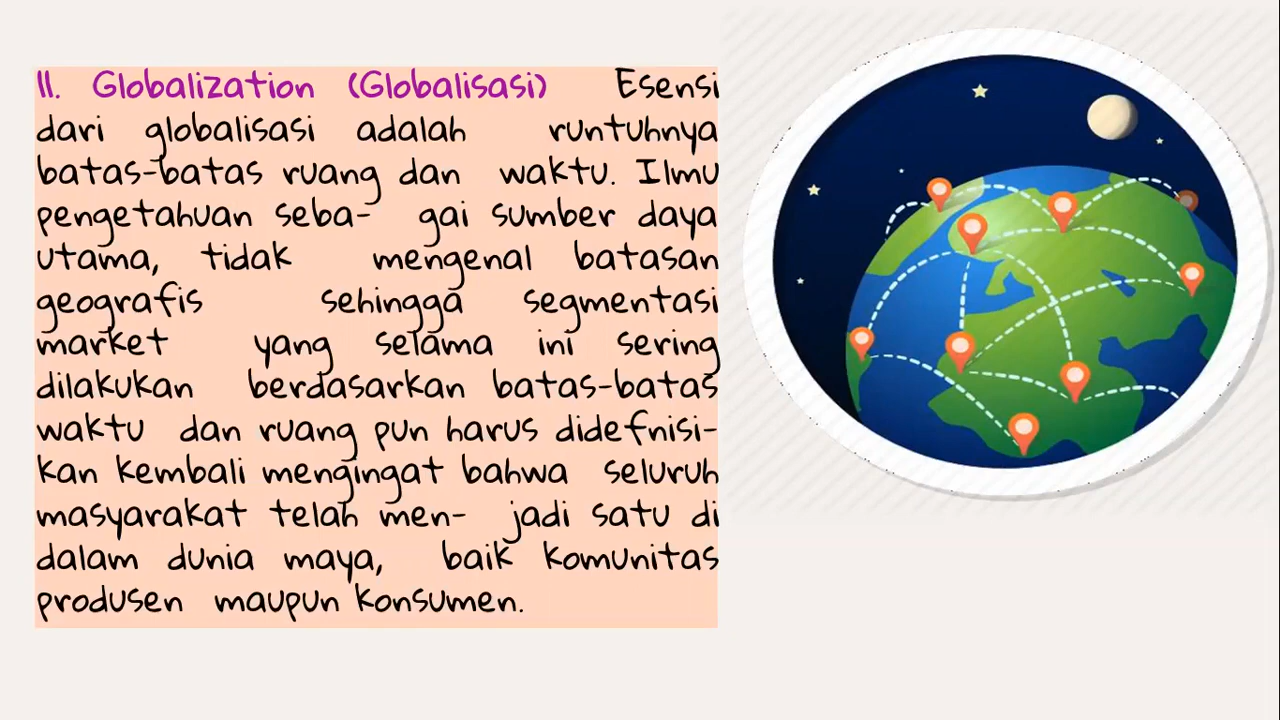 11. Globalization (Globalisasi) Esensi
dari globalisasi adalah runtuhnya
batas-batas ruang dan waktu. Ilmu
pengetahuan seba- gai sumber daya
utama, tidak mengenal batasan
geografis sehingga segmentasi
market yang selama ini sering
dilakukan berdasarkan batas-batas
waktu dan ruang pun harus didefnisi-
kan kembali mengingat bahwa seluruh
masyarakat telah men- jadi satu di
dalam dunia maya, baik komunitas
produsen maupun konsumen.